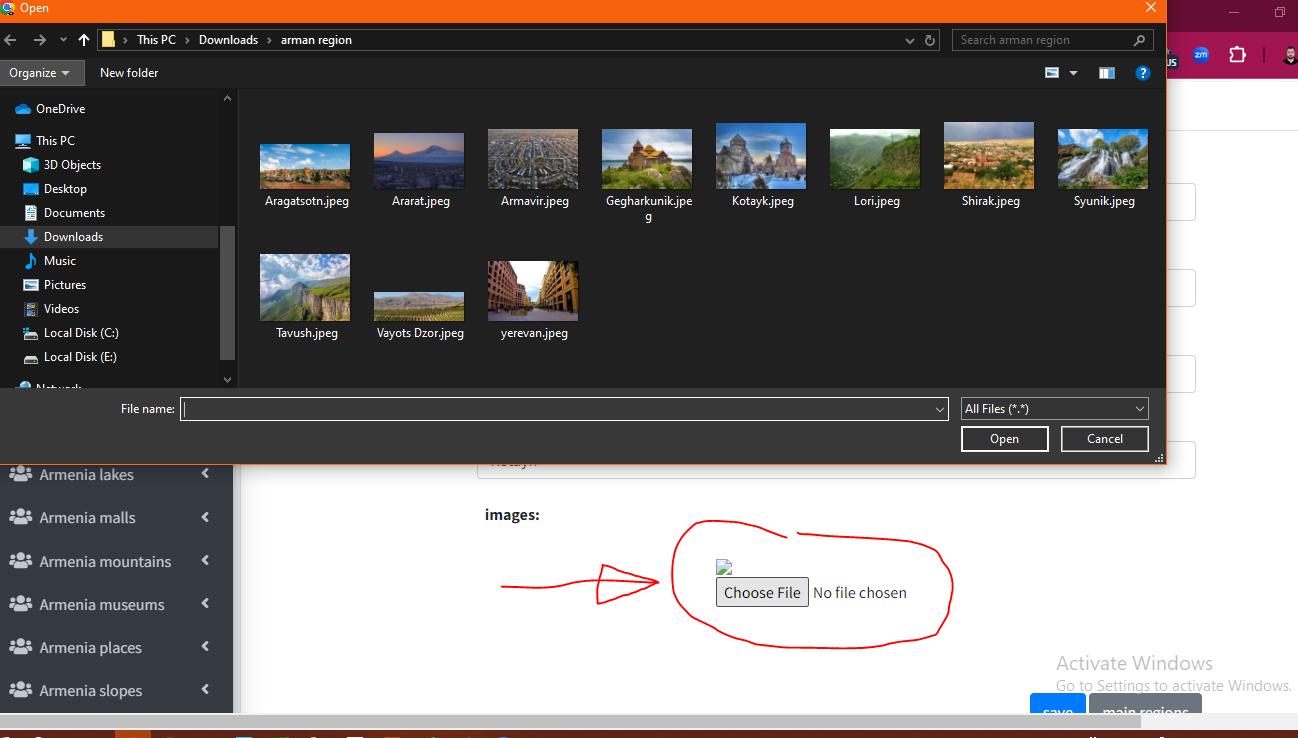 Open
This PC > Downloads > arman region
Search arman region
Organize
New folder
?
zm
US
OneDrive
This PC
3D Objects
Desktop
Documents
Downloads
Music
Pictures
Videos
Local Disk (C:)
Local Disk (E:)
Network
Aragatsotn.jpeg
Ararat.jpeg
Armavir.jpeg
Gegharkunik.jpe
g
Kotayk.jpeg
Lori.jpeg
Shirak.jpeg
Syunik.jpeg
Tavush.jpeg
Vayots Dzor.jpeg
yerevan.jpeg
File name:
All Files (*.*)
Open
Cancel
Armenia lakes
Armenia malls
Armenia mountains
Armenia museums
Armenia places
Armenia slopes
images:
Choose File No file chosen
Activate Windows
Go to Settings to activate Windows.
save
main regions